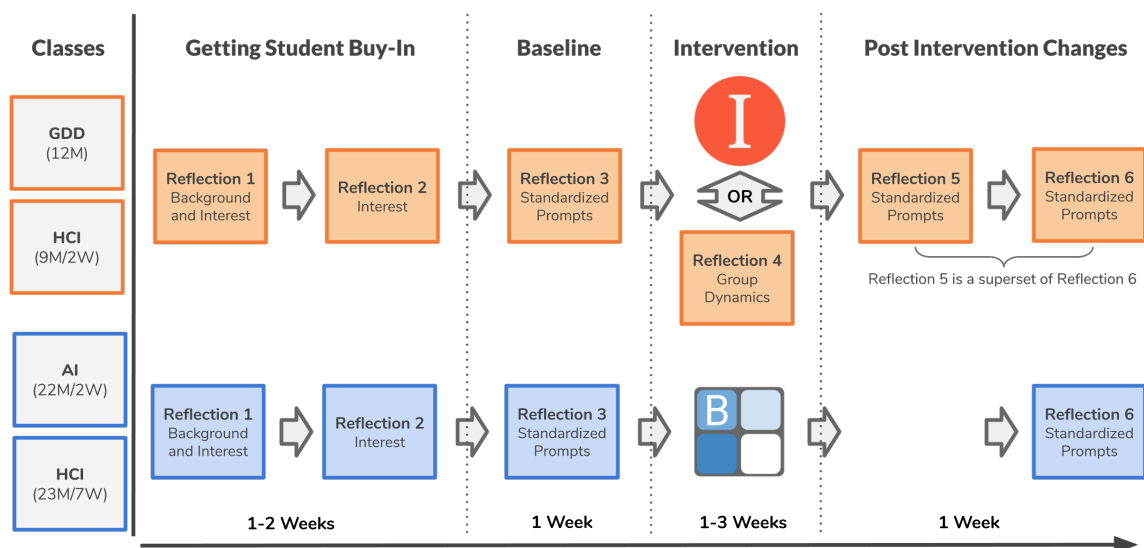 Classes
Getting Student Buy-In
Baseline
Intervention
Post Intervention Changes
GDD
(12M)
HCI
(9M/2W)
Reflection 1
Background
and Interest
Reflection 2
Interest
Reflection 3
Standardized
Prompts
I
OR
Reflection 4
Group
Dynamics
Reflection 5
Standardized
Prompts
Reflection 6
Standardized
Prompts
Reflection 5 is a superset of Reflection 6
AI
(22M/2W)
HCI
(23M/7W)
Reflection 1
Background
and Interest
Reflection 2
Interest
Reflection 3
Standardized
Prompts
B
Reflection 6
Standardized
Prompts
1-2 Weeks
1 Week
1-3 Weeks
1 Week